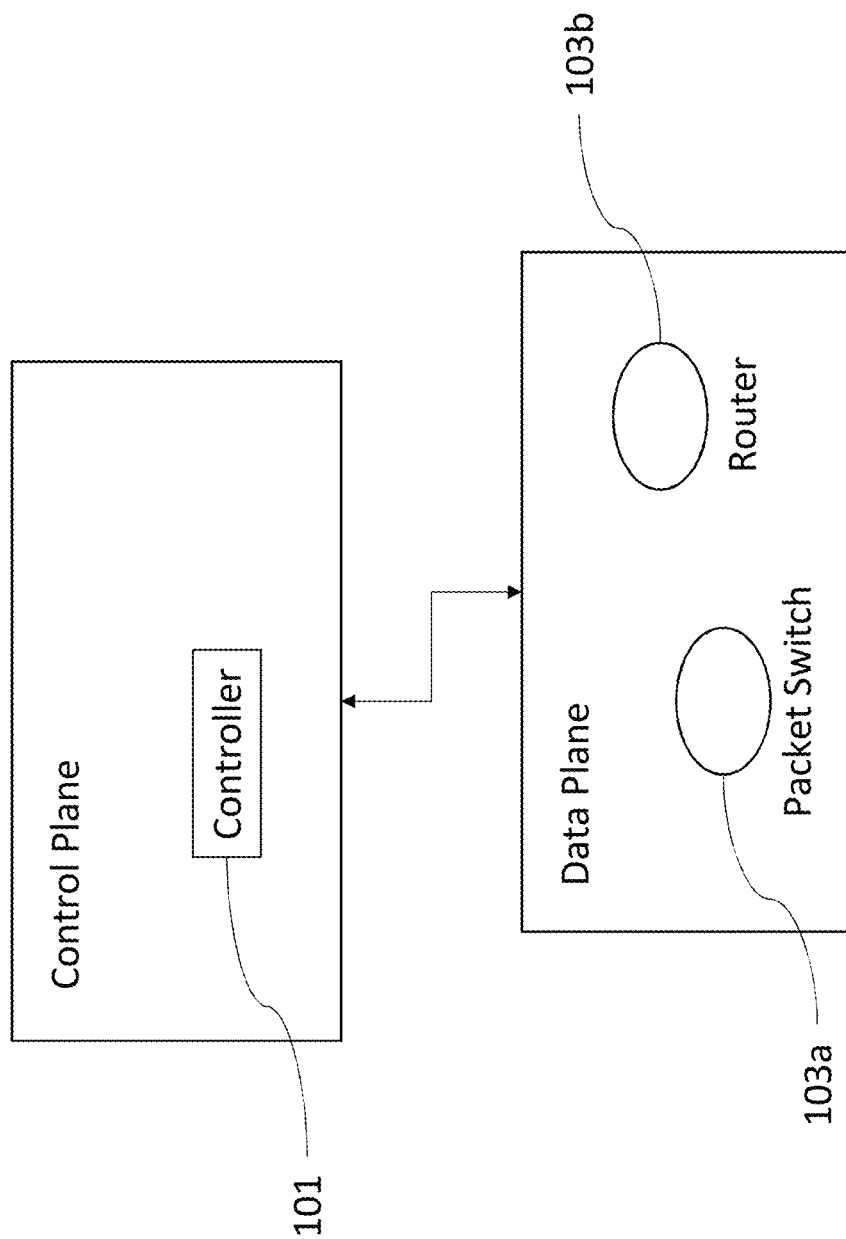 Control Plane
Controller
101
Data Plane
Packet Switch
Router
103a
103b